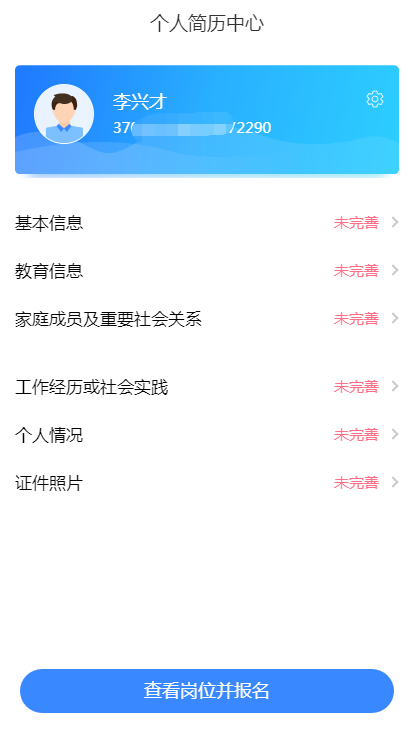 个人简历中心
李兴才
2290
基本信息 未完善
教育信息 未完善
家庭成员及重要社会关系 未完善
工作经历或社会实践 未完善
个人情况 未完善
证件照片 未完善
查看岗位并报名